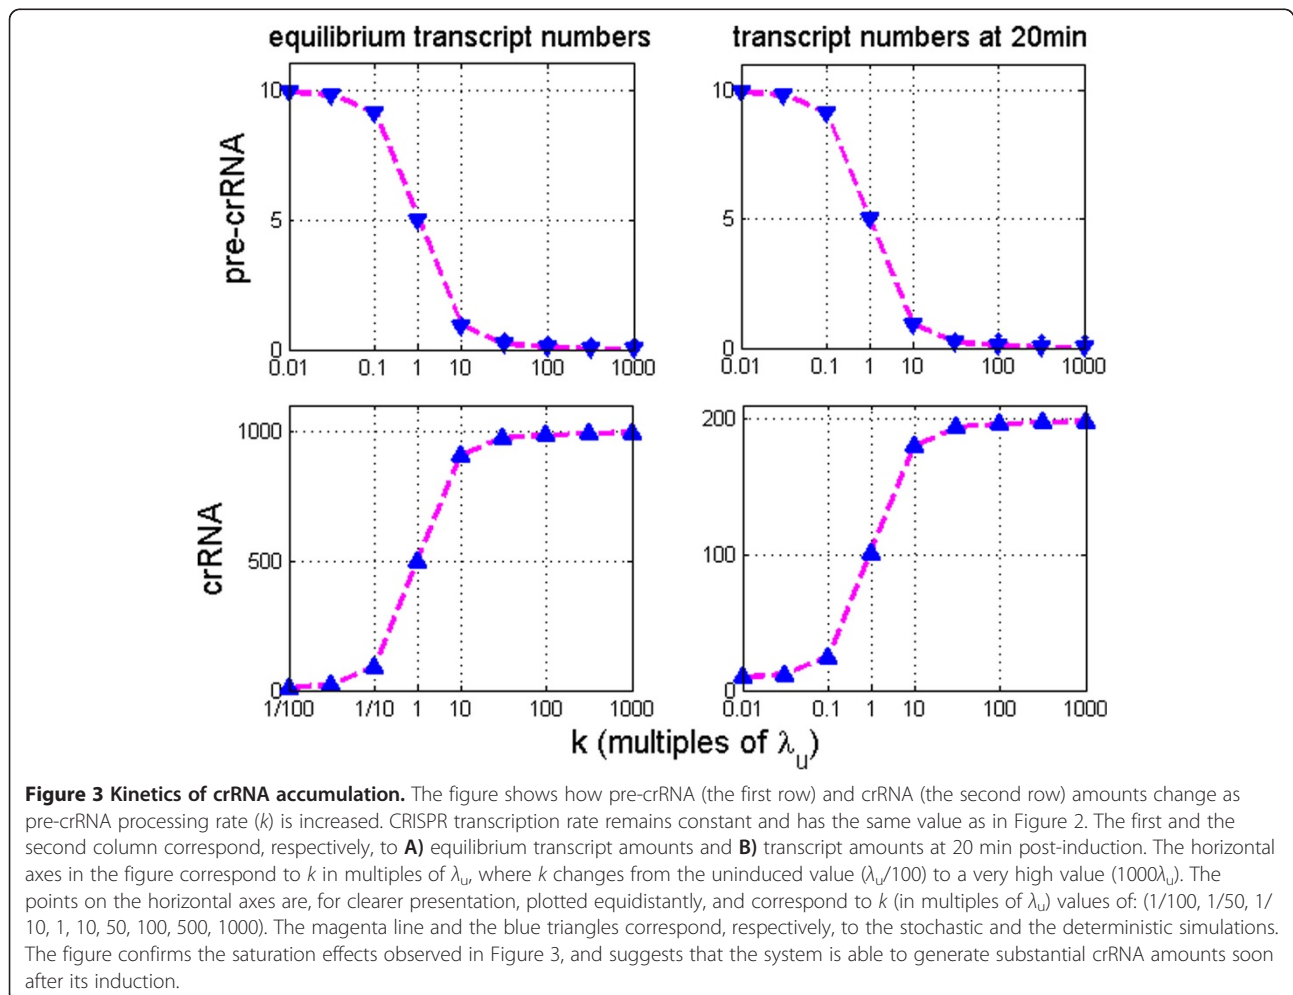 equilibrium transcript numbers
transcript numbers at 20min
pre-crRNA
10
5
0
0.01 0.1 1 10 100 1000
10
5
0
0.01 0.1 1 10 100 1000
crRNA
1000
500
0
1/100 1/10 1 10 100 1000
200
100
0
0.01 0.1 1 10 100 1000
k (multiples of λu)
Figure 3 Kinetics of crRNA accumulation. The figure shows how pre-crRNA (the first row) and crRNA (the second row) amounts change as
pre-crRNA processing rate (k) is increased. CRISPR transcription rate remains constant and has the same value as in Figure 2. The first and the
second column correspond, respectively, to A) equilibrium transcript amounts and B) transcript amounts at 20 min post-induction. The horizontal
axes in the figure correspond to k in multiples of λu, where k changes from the uninduced value (λu/100) to a very high value (1000λu). The
points on the horizontal axes are, for clearer presentation, plotted equidistantly, and correspond to k (in multiples of λu) values of: (1/100, 1/50, 1/
10, 1, 10, 50, 100, 500, 1000). The magenta line and the blue triangles correspond, respectively, to the stochastic and the deterministic simulations.
The figure confirms the saturation effects observed in Figure 3, and suggests that the system is able to generate substantial crRNA amounts soon
after its induction.